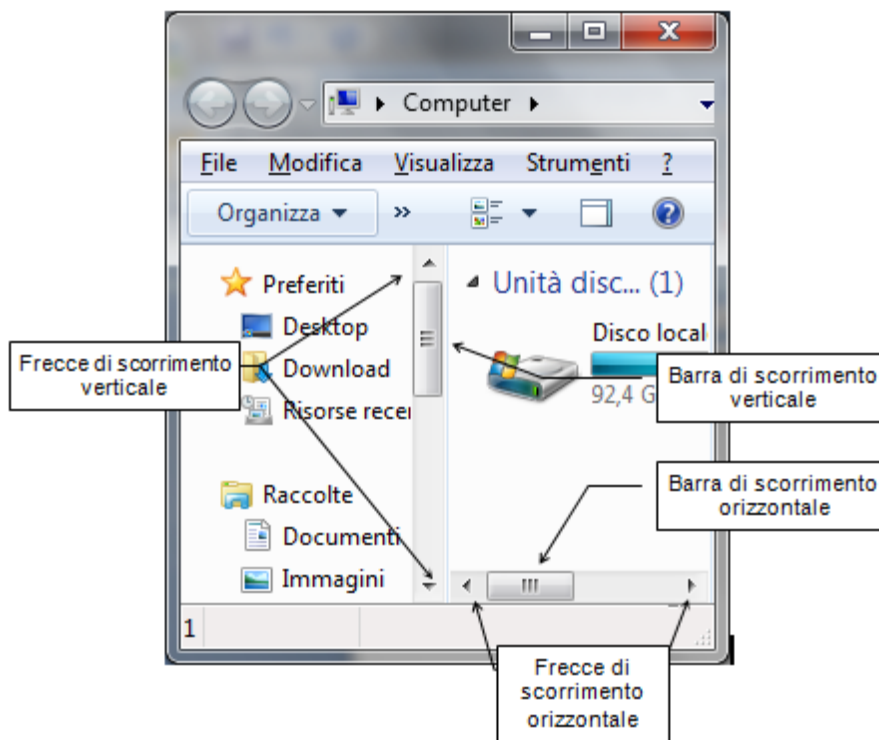 Computer
File Modifica Visualizza Strumenti ?
Organizza »
Preferiti
Desktop
Download
Risorse recer
Raccolte
Documenti
Immagini
Unità disc... (1)
Disco local
92,4 G
1
Frecce di scorrimento
verticale
Barra di scorrimento
verticale
Barra di scorrimento
orizzontale
Frecce di
scorrimento
orizzontale